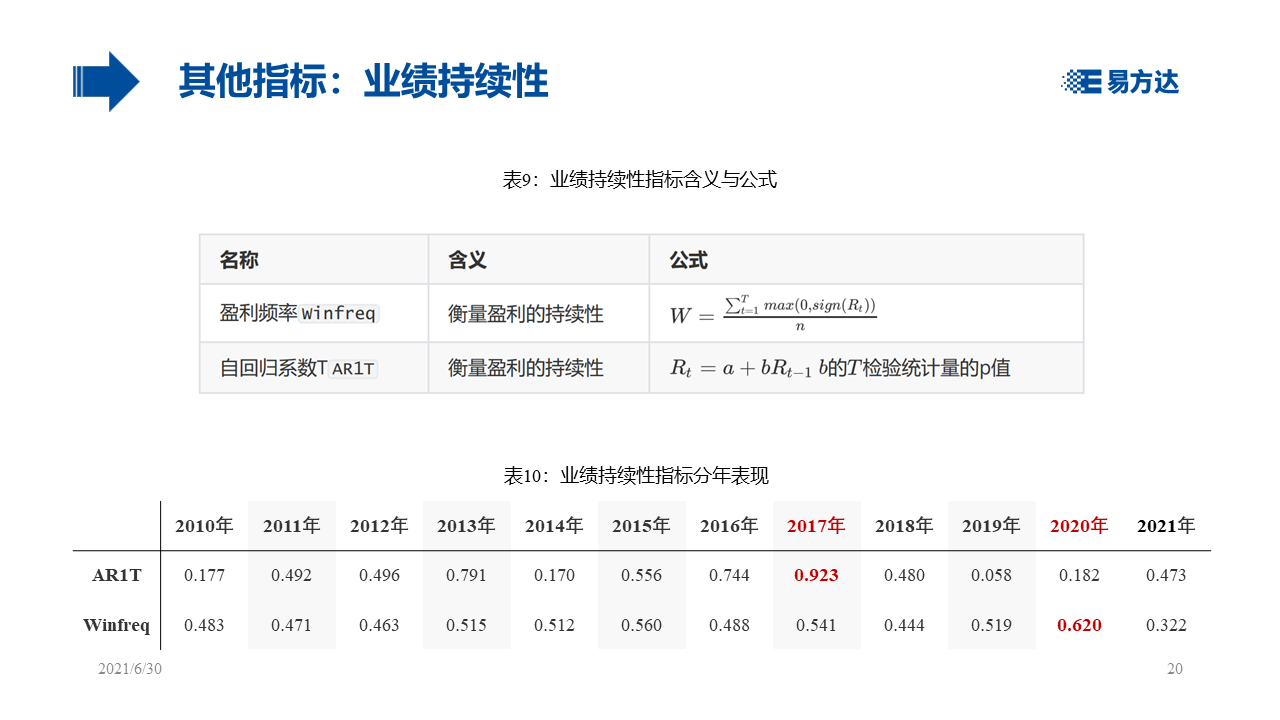 其他指标：业绩持续性
易方达
表9：业绩持续性指标含义与公式
名称 含义 公式
盈利频率 Winfreq 衡量盈利的持续性 $W = \frac{\sum_{t=1}^{T} max(0,sign(R_t))}{n}$
自回归系数T AR1T 衡量盈利的持续性 $R_t = a + bR_{t-1}$ $b$的$T$检验统计量的p值
表10：业绩持续性指标分年表现
2010年 2011年 2012年 2013年 2014年 2015年 2016年 2017年 2018年 2019年 2020年 2021年
AR1T 0.177 0.492 0.496 0.791 0.170 0.556 0.744 0.923 0.480 0.058 0.182 0.473
Winfreq 0.483 0.471 0.463 0.515 0.512 0.560 0.488 0.541 0.444 0.519 0.620 0.322
2021/6/30 20